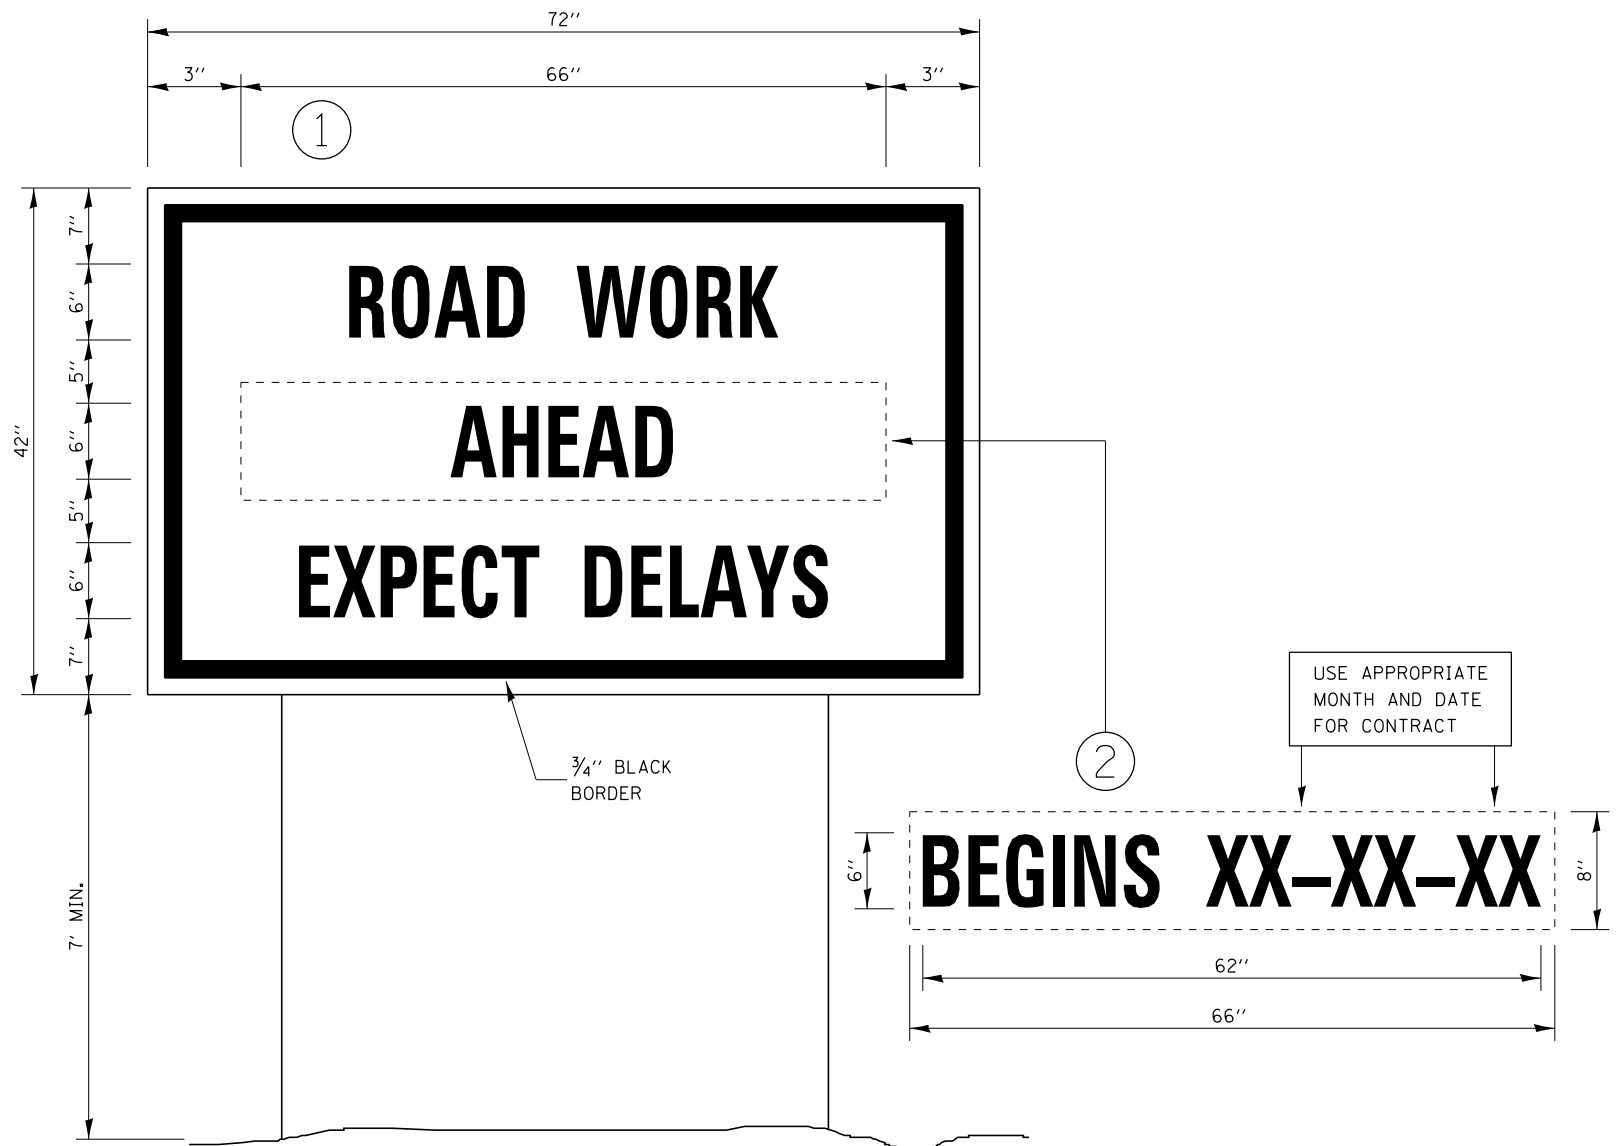 72''
3'' 66'' 3''
1
7''
6''
5''
6''
5''
6''
7''
42''
7' MIN.
ROAD WORK
AHEAD
EXPECT DELAYS
3/4'' BLACK
BORDER
2
USE APPROPRIATE
MONTH AND DATE
FOR CONTRACT
6''
BEGINS XX-XX-XX
8''
62''
66''